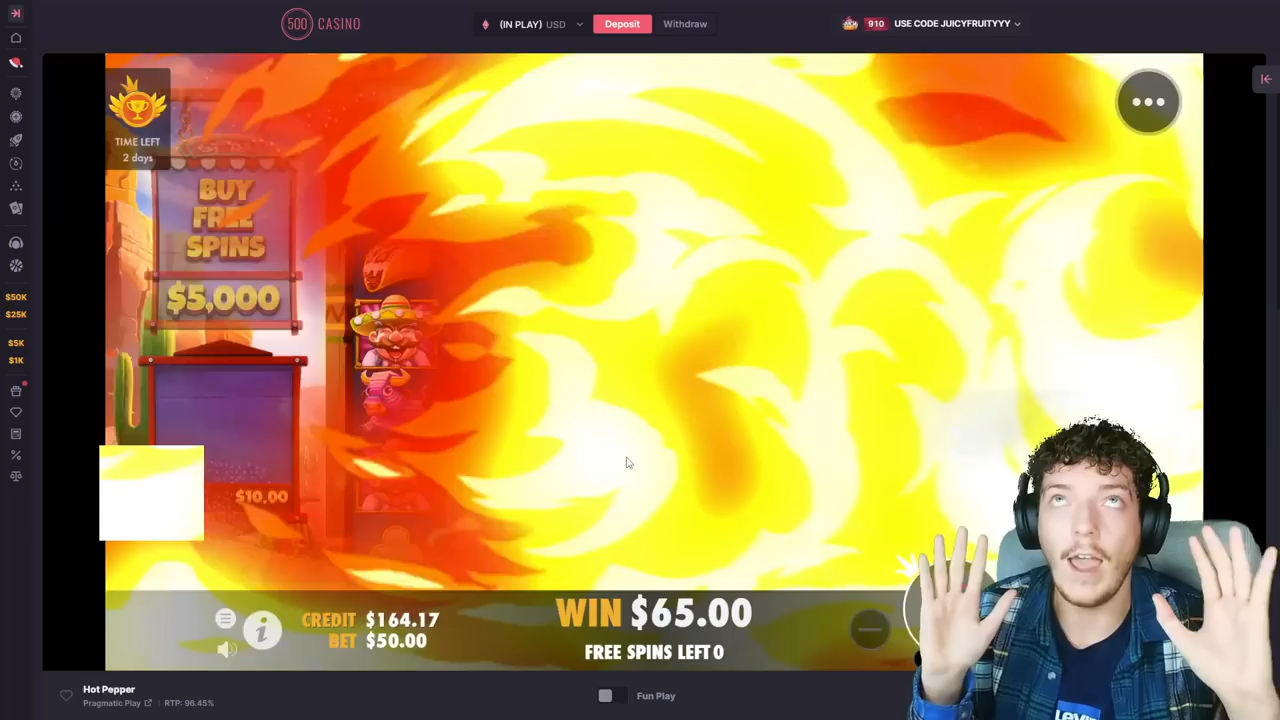 500 CASINO
(IN PLAY) USD
Deposit
Withdraw
910
USE CODE JUICYFRUITYYY
TIME LEFT
2 days
BUY
FREE
SPINS
$5,000
$50K
$25K
$5K
$1K
$10.00
CREDIT $164.17
BET $50.00
WIN $65.00
FREE SPINS LEFT 0
Hot Pepper
Pragmatic Play
RTP: 96.45%
Fun Play
LEVI'S